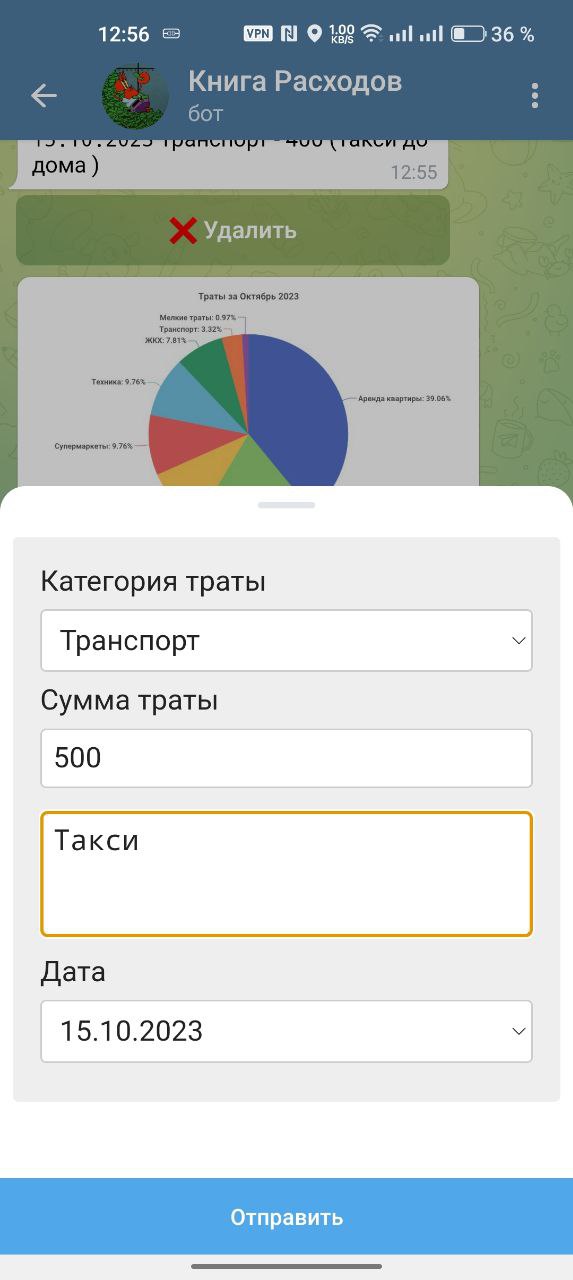 12:56 VPN 1.00 KB/S 36 %
Книга Расходов
бот
15.10.2023 Транспорт - 400 (Такси до
дома )
12:55
Удалить
Траты за Октябрь 2023
Мелкие траты: 0.97%
Транспорт: 3.32%
ЖКХ: 7.81%
Техника: 9.76%
Аренда квартиры: 39.06%
Супермаркеты: 9.76%
Категория траты
Транспорт
Сумма траты
500
Такси
Дата
15.10.2023
Отправить